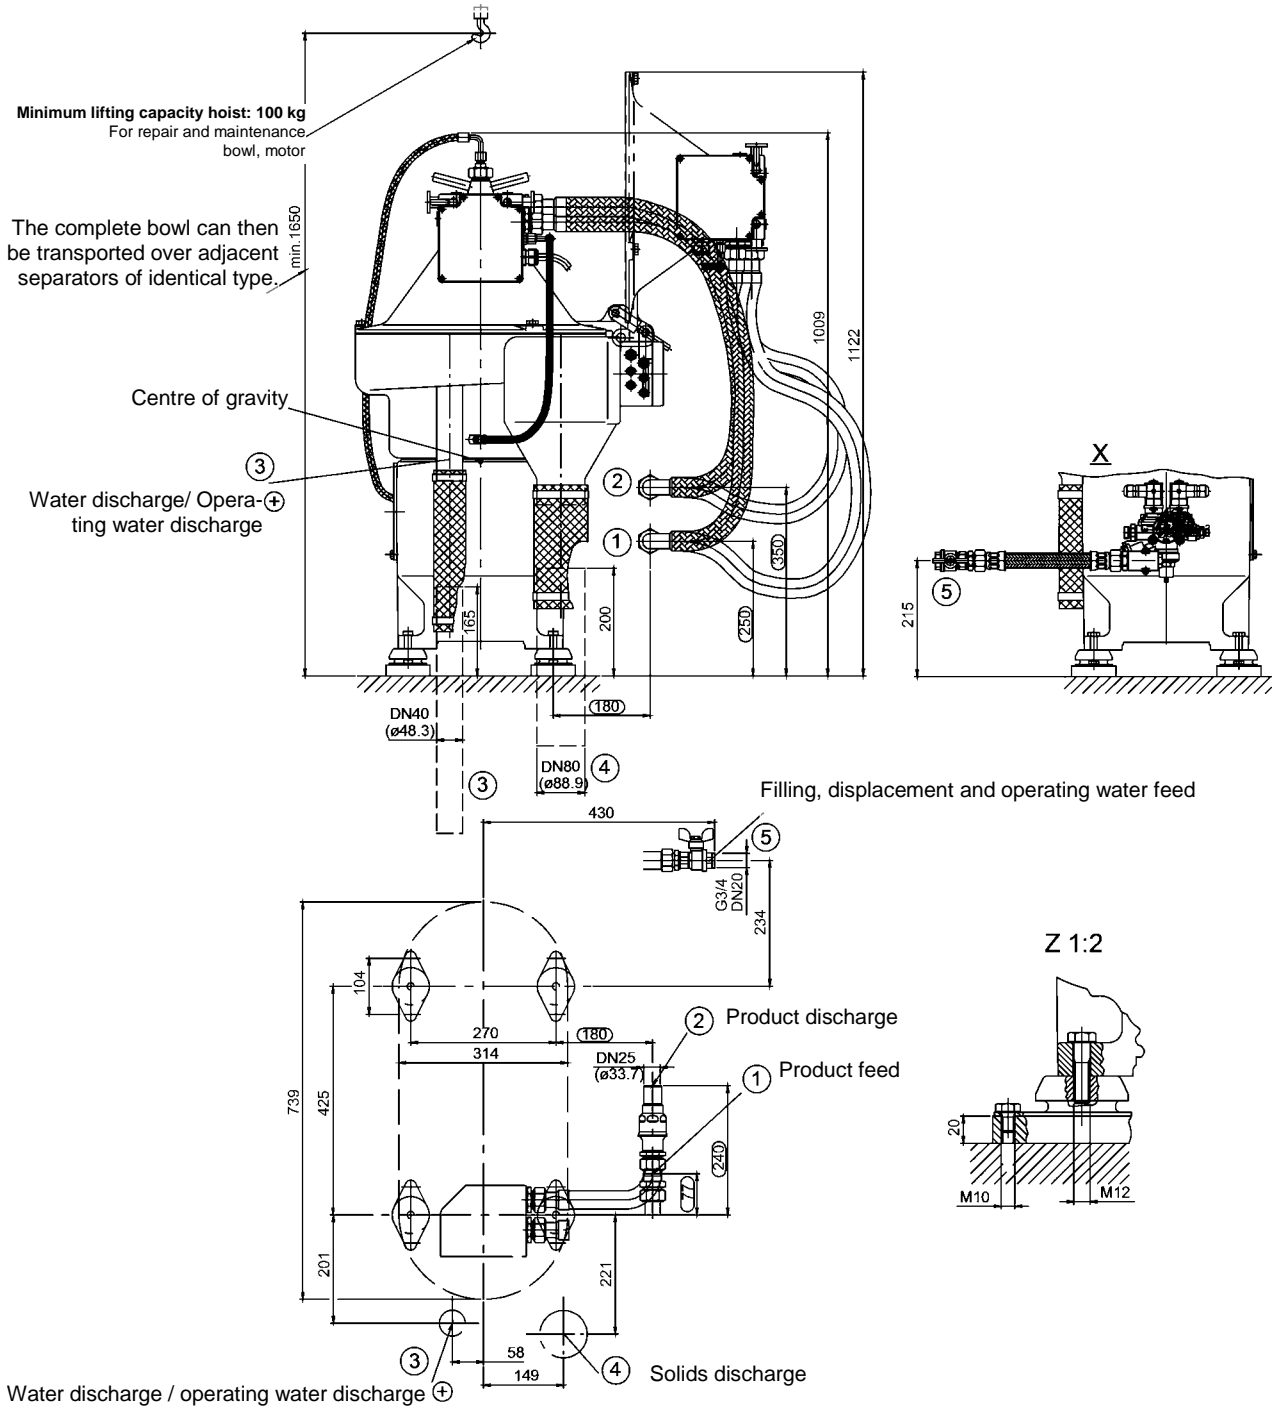 Minimum lifting capacity hoist: 100 kg
For repair and maintenance
bowl, motor
The complete bowl can then
be transported over adjacent
separators of identical type.
min.1650
1009
1122
Centre of gravity
3
Water discharge/ Opera-
ting water discharge
2
1
350
250
200
165
X
5
215
180
DN40
(ø48.3)
3
DN80
(ø88.9)
4
Filling, displacement and operating water feed
430
5
G3/4
DN20
234
Z 1:2
104
270
180
314
2 Product discharge
DN25
(ø33.7)
1 Product feed
739
425
240
77
20
M10
M12
201
221
3
58
149
4 Solids discharge
Water discharge / operating water discharge